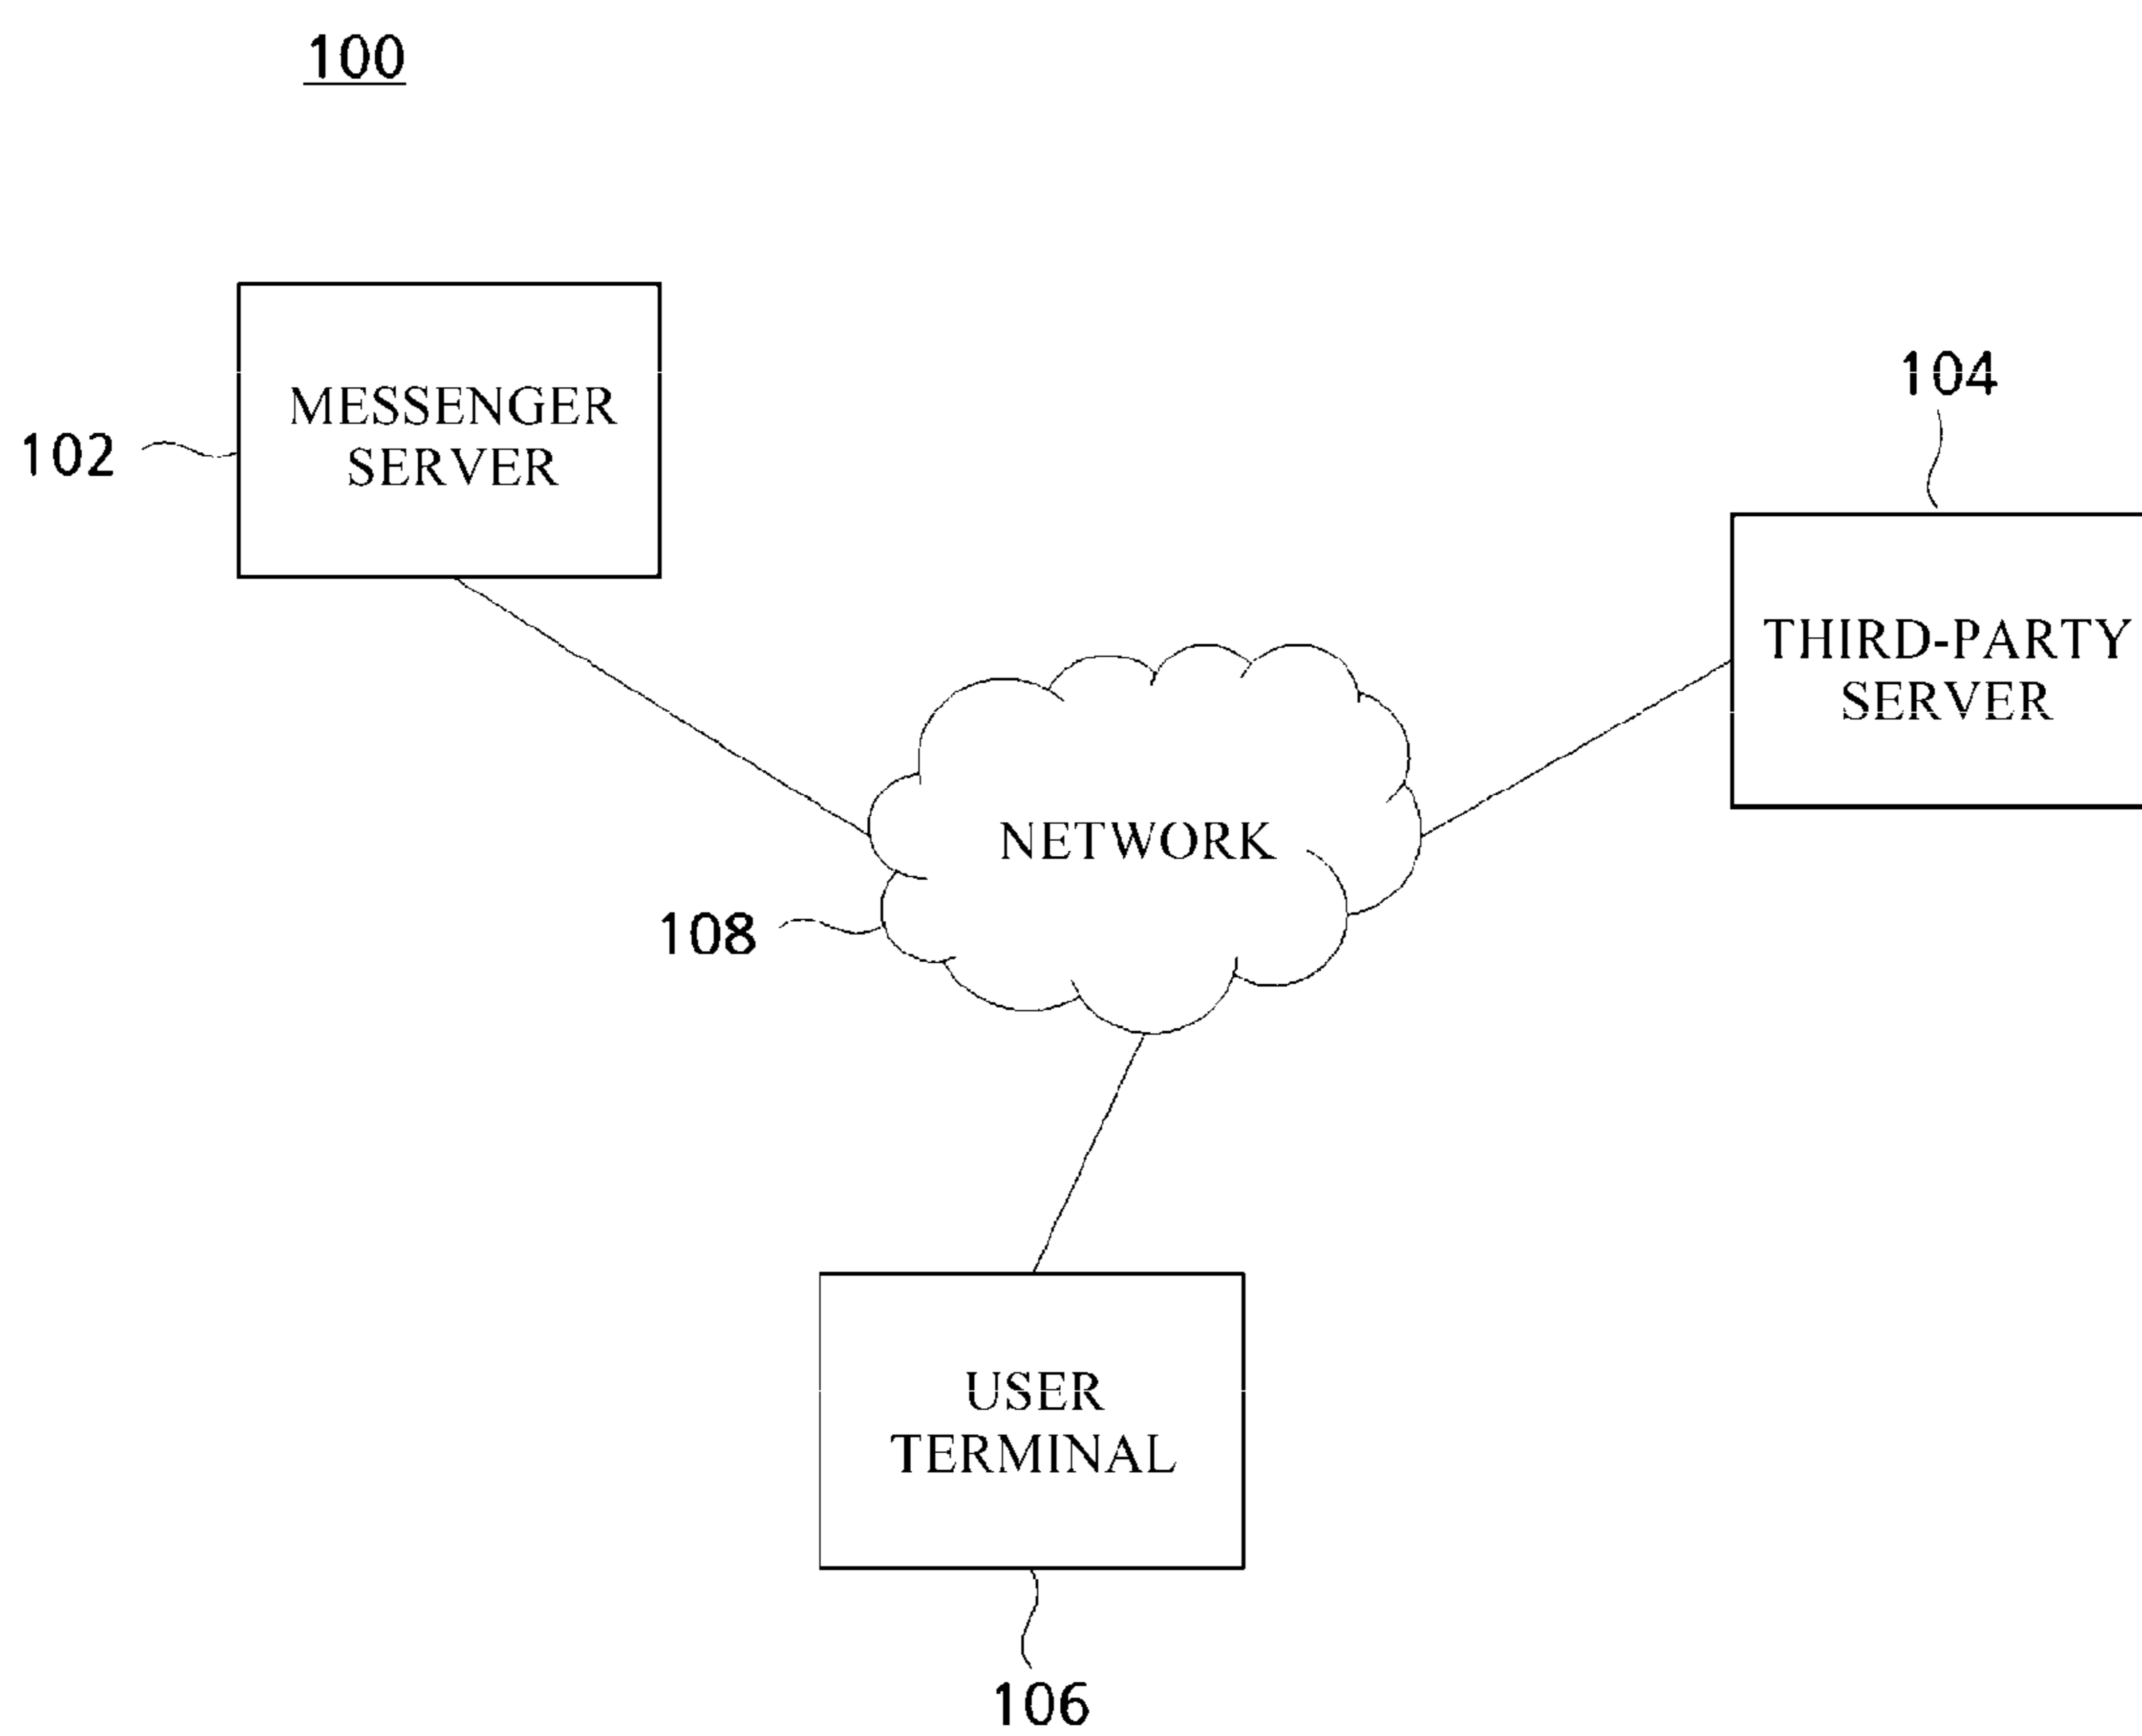 100
MESSENGER
SERVER
102
104
THIRD-PARTY
SERVER
NETWORK
108
USER
TERMINAL
106